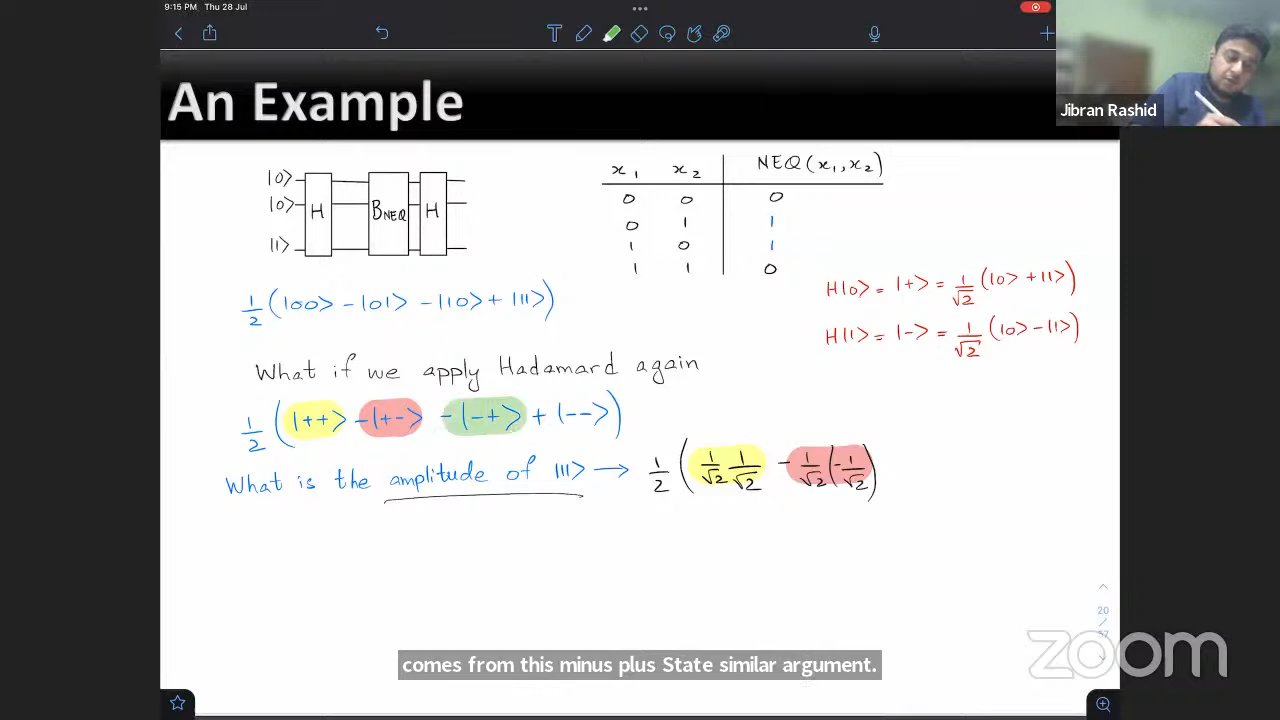 9:15 PM Thu 28 Jul
Jibran Rashid
An Example
x₁ x₂ NEQ(x₁,x₂)
|0> 0 0 0
|0> H B_NEQ H 0 1 1
|1> 1 0 1
1 1 0
H|0> = |+> = 1/√2 (|0> + |1>)
1/2 (|00> - |01> - |10> + |11>)
H|1> = |-> = 1/√2 (|0> - |1>)
What if we apply Hadamard again
1/2 (|++> - |+-> - |-+> + |-->)
What is the amplitude of |11> → 1/2 (1/√2 1/√2 - 1/√2 (-1/√2)
20
/
zoom
comes from this minus plus State similar argument.